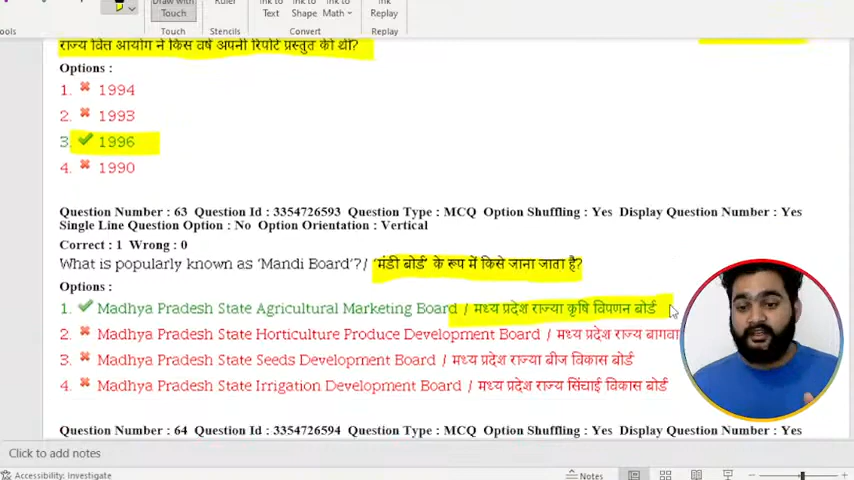 Draw with Touch
Ruler
Ink to Text
Ink to Shape
Ink to Math
Ink Replay
Touch
Stencils
Convert
Replay
राज्य वित्त आयोग ने किस वर्ष अपनी रिपोर्ट प्रस्तुत की थी?
Options :
1. 1994
2. 1993
3. 1996
4. 1990
Question Number : 63 Question Id : 3354726593 Question Type : MCQ Option Shuffling : Yes Display Question Number : Yes
Single Line Question Option : No Option Orientation : Vertical
Correct : 1 Wrong : 0
What is popularly known as ‘Mandi Board’?/ ‘मंडी बोर्ड’ के रूप में किसे जाना जाता है?
Options :
1. Madhya Pradesh State Agricultural Marketing Board / मध्य प्रदेश राज्या कृषि विपणन बोर्ड
2. Madhya Pradesh State Horticulture Produce Development Board / मध्य प्रदेश राज्य बागवा
3. Madhya Pradesh State Seeds Development Board / मध्य प्रदेश राज्या बीज विकास बोर्ड
4. Madhya Pradesh State Irrigation Development Board / मध्य प्रदेश राज्य सिंचाई विकास बोर्ड
Question Number : 64 Question Id : 3354726594 Question Type : MCQ Option Shuffling : Yes Display Question Number : Yes
Click to add notes
Accessibility: Investigate
Notes